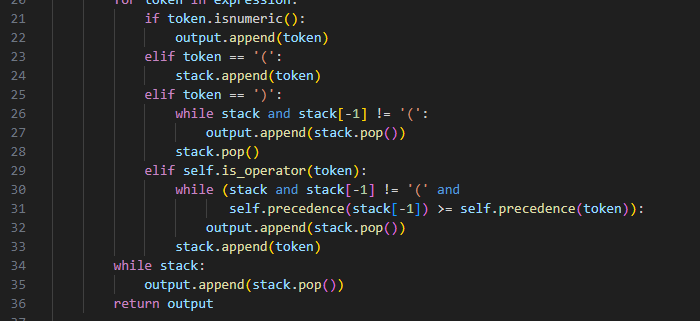 20 for token in expression:
21 if token.isnumeric():
22 output.append(token)
23 elif token == '(':
24 stack.append(token)
25 elif token == ')':
26 while stack and stack[-1] != '(':
27 output.append(stack.pop())
28 stack.pop()
29 elif self.is_operator(token):
30 while (stack and stack[-1] != '(' and
31 self.precedence(stack[-1]) >= self.precedence(token)):
32 output.append(stack.pop())
33 stack.append(token)
34 while stack:
35 output.append(stack.pop())
36 return output
37